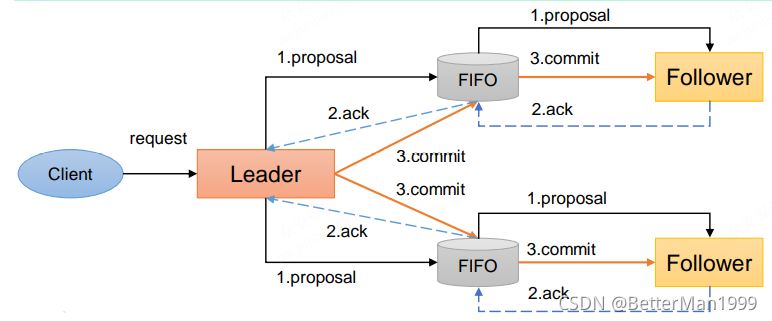 1.proposal
1.proposal
3.commit
FIFO
Follower
2.ack
2.ack
request
3.commit
Client
Leader
3.commit
1.proposal
2.ack
3.commit
FIFO
Follower
1.proposal
2.ack
CSDN @BetterMan1999